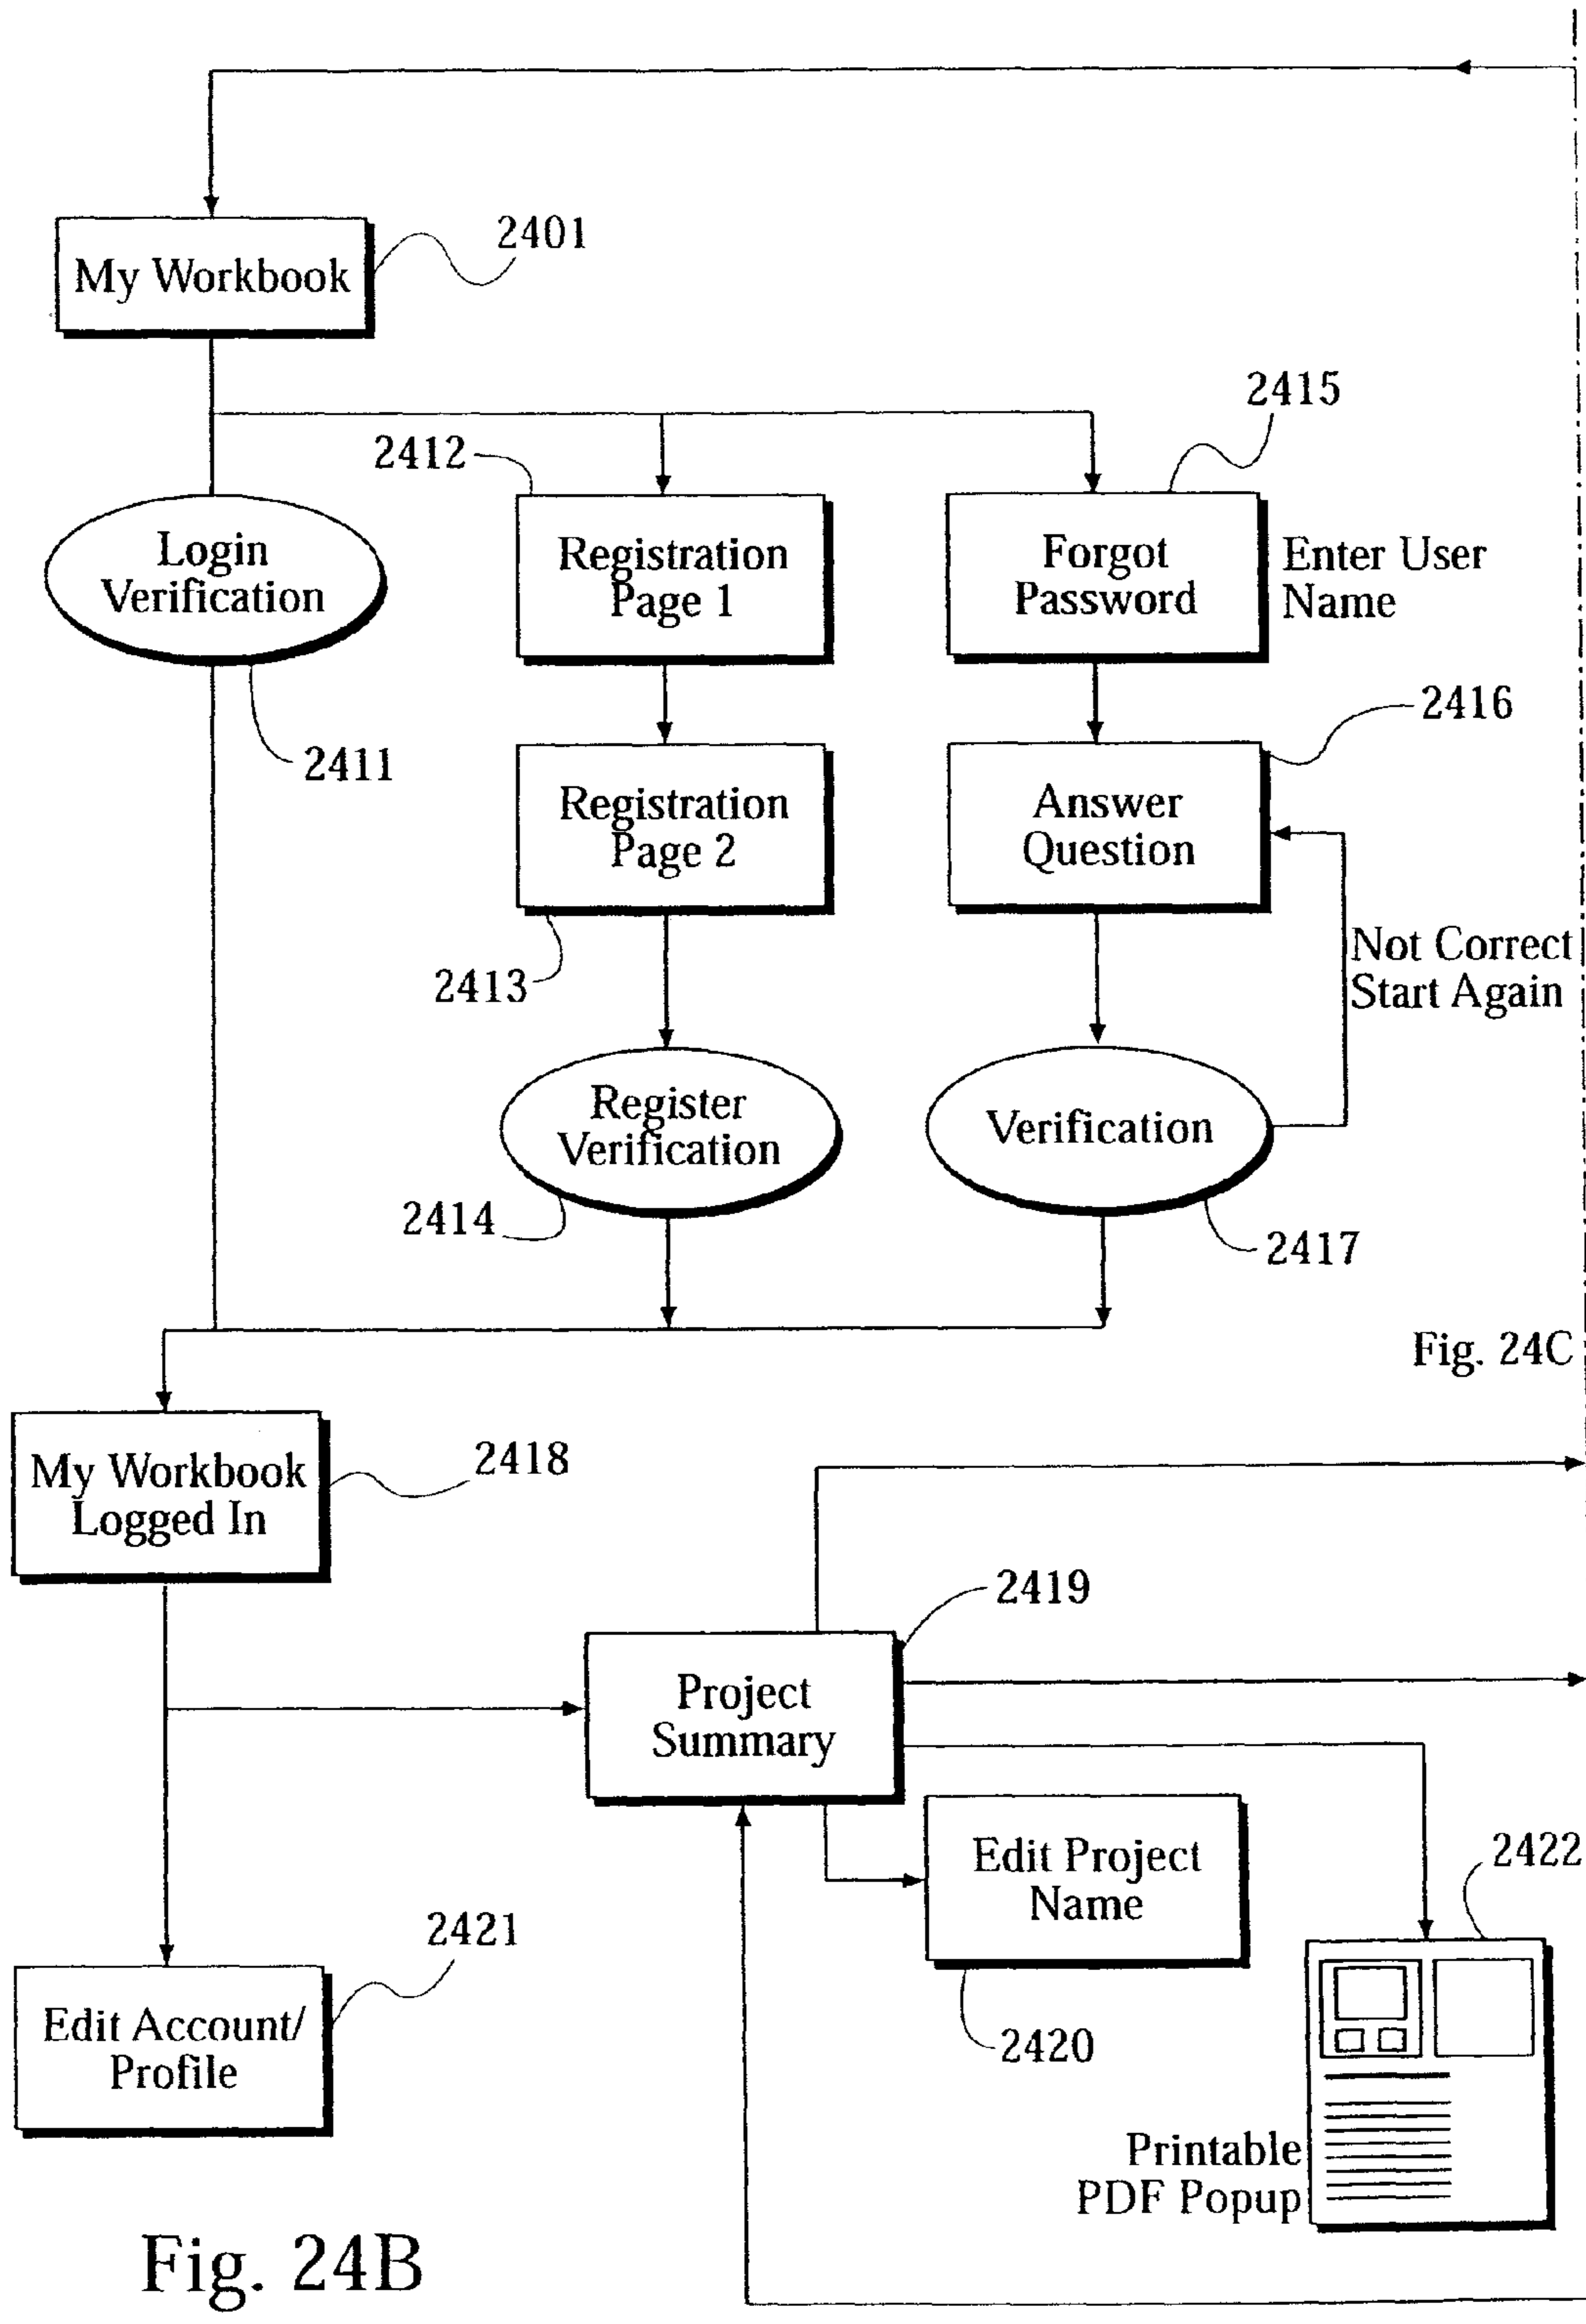 2401
My Workbook
2415
2412
Login
Verification
Registration
Page 1
Forgot
Password
Enter User
Name
2416
2411
Registration
Page 2
Answer
Question
Not Correct
Start Again
2413
Register
Verification
Verification
2414
2417
Fig. 24C
My Workbook
Logged In
2418
2419
Project
Summary
Edit Project
Name
2422
2421
Edit Account/
Profile
2420
Printable
PDF Popup
Fig. 24B